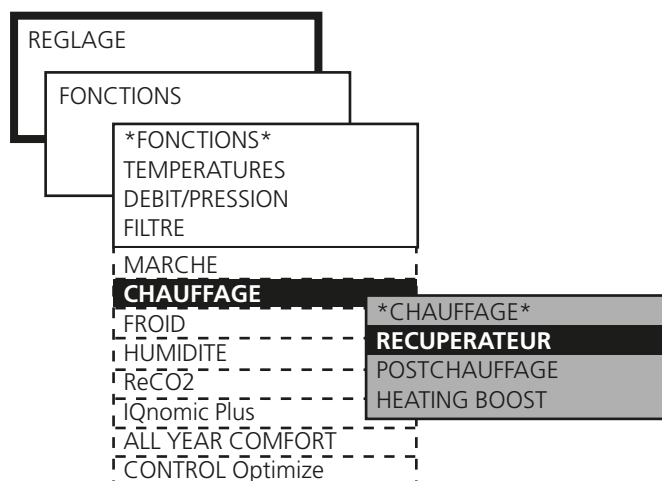 REGLAGE
FONCTIONS
*FONCTIONS*
TEMPERATURES
DEBIT/PRESSION
FILTRE
MARCHE
CHAUFFAGE
FROID
HUMIDITE
ReCO2
IQnomic Plus
ALL YEAR COMFORT
CONTROL Optimize
*CHAUFFAGE*
RECUPERATEUR
POSTCHAUFFAGE
HEATING BOOST